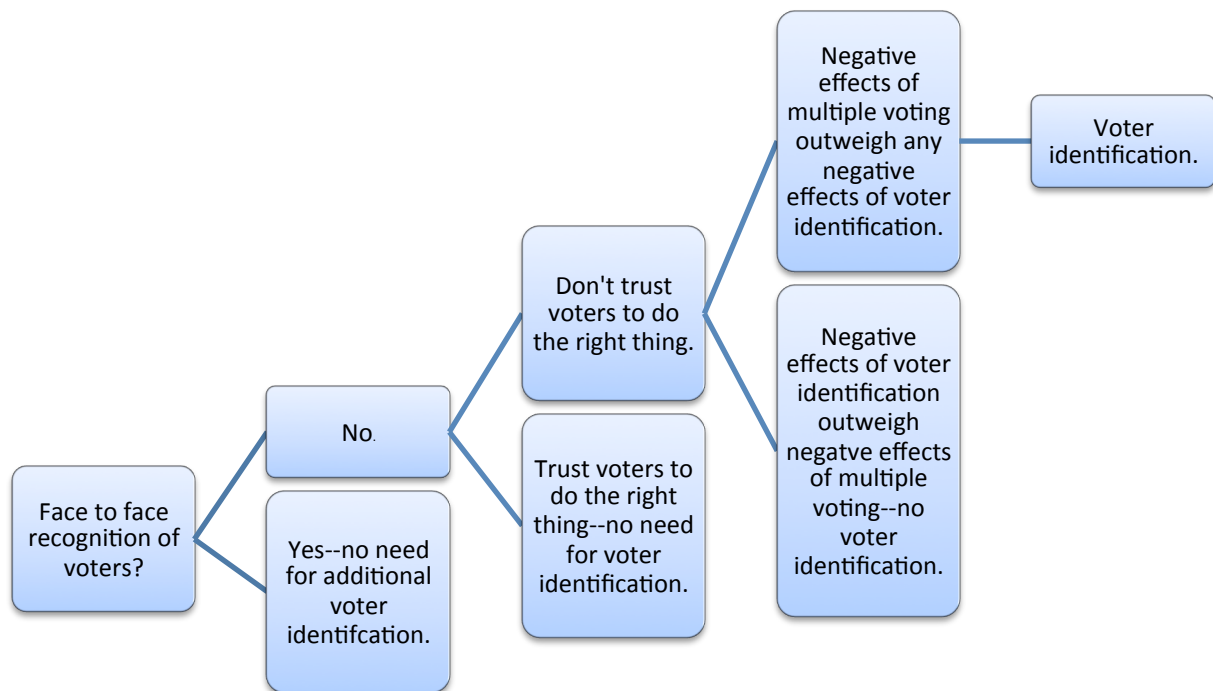 Face to face
recognition of
voters?
No.
Yes--no need
for additional
voter
identifcation.
Don't trust
voters to do
the right thing.
Trust voters to
do the right
thing--no need
for voter
identification.
Negative
effects of
multiple voting
outweigh any
negative
effects of voter
identification.
Negative
effects of voter
identification
outweigh
negatve effects
of multiple
voting--no
voter
identification.
Voter
identification.